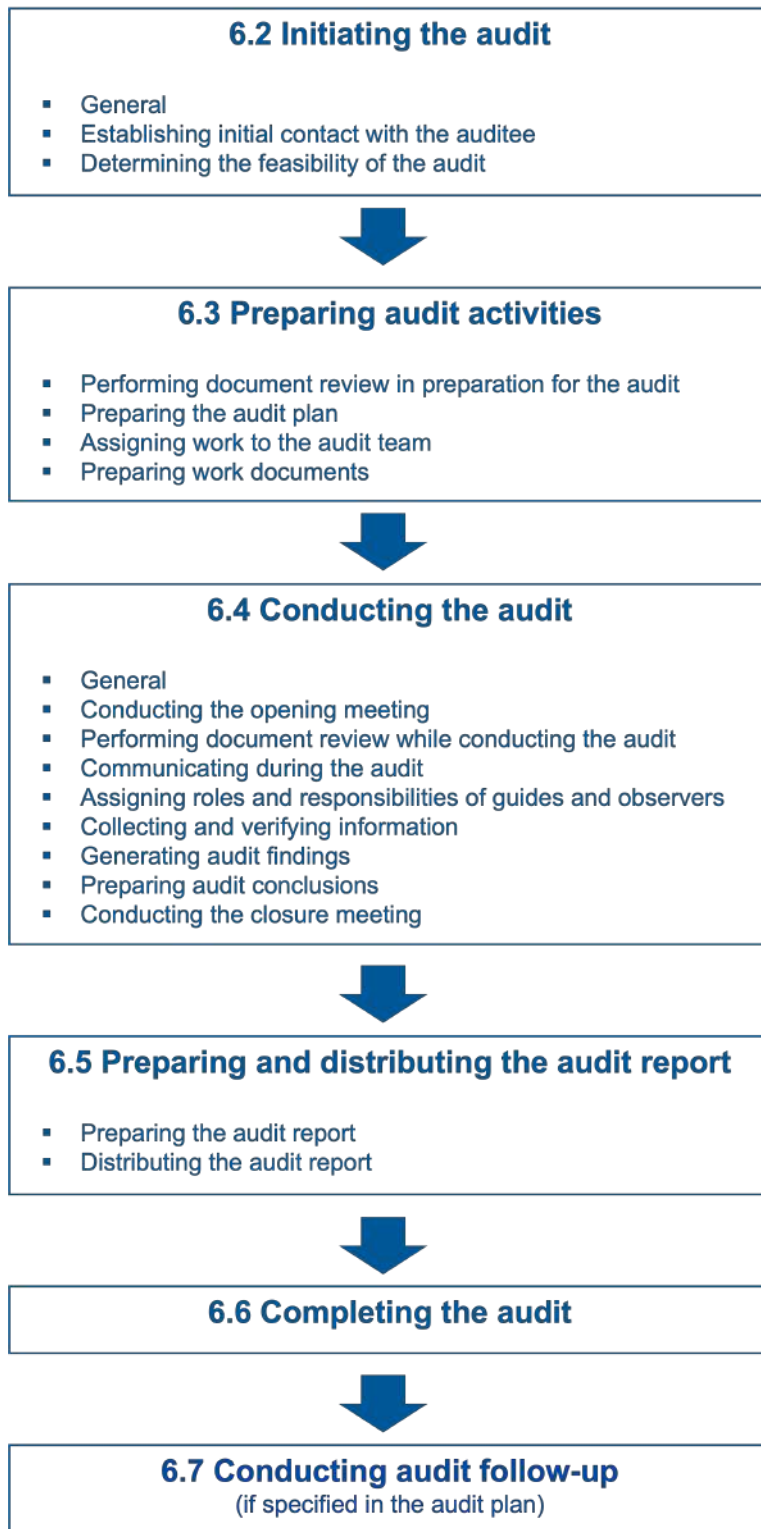 6.2 Initiating the audit
▪ General
▪ Establishing initial contact with the auditee
▪ Determining the feasibility of the audit
6.3 Preparing audit activities
▪ Performing document review in preparation for the audit
▪ Preparing the audit plan
▪ Assigning work to the audit team
▪ Preparing work documents
6.4 Conducting the audit
▪ General
▪ Conducting the opening meeting
▪ Performing document review while conducting the audit
▪ Communicating during the audit
▪ Assigning roles and responsibilities of guides and observers
▪ Collecting and verifying information
▪ Generating audit findings
▪ Preparing audit conclusions
▪ Conducting the closure meeting
6.5 Preparing and distributing the audit report
▪ Preparing the audit report
▪ Distributing the audit report
6.6 Completing the audit
6.7 Conducting audit follow-up
(if specified in the audit plan)